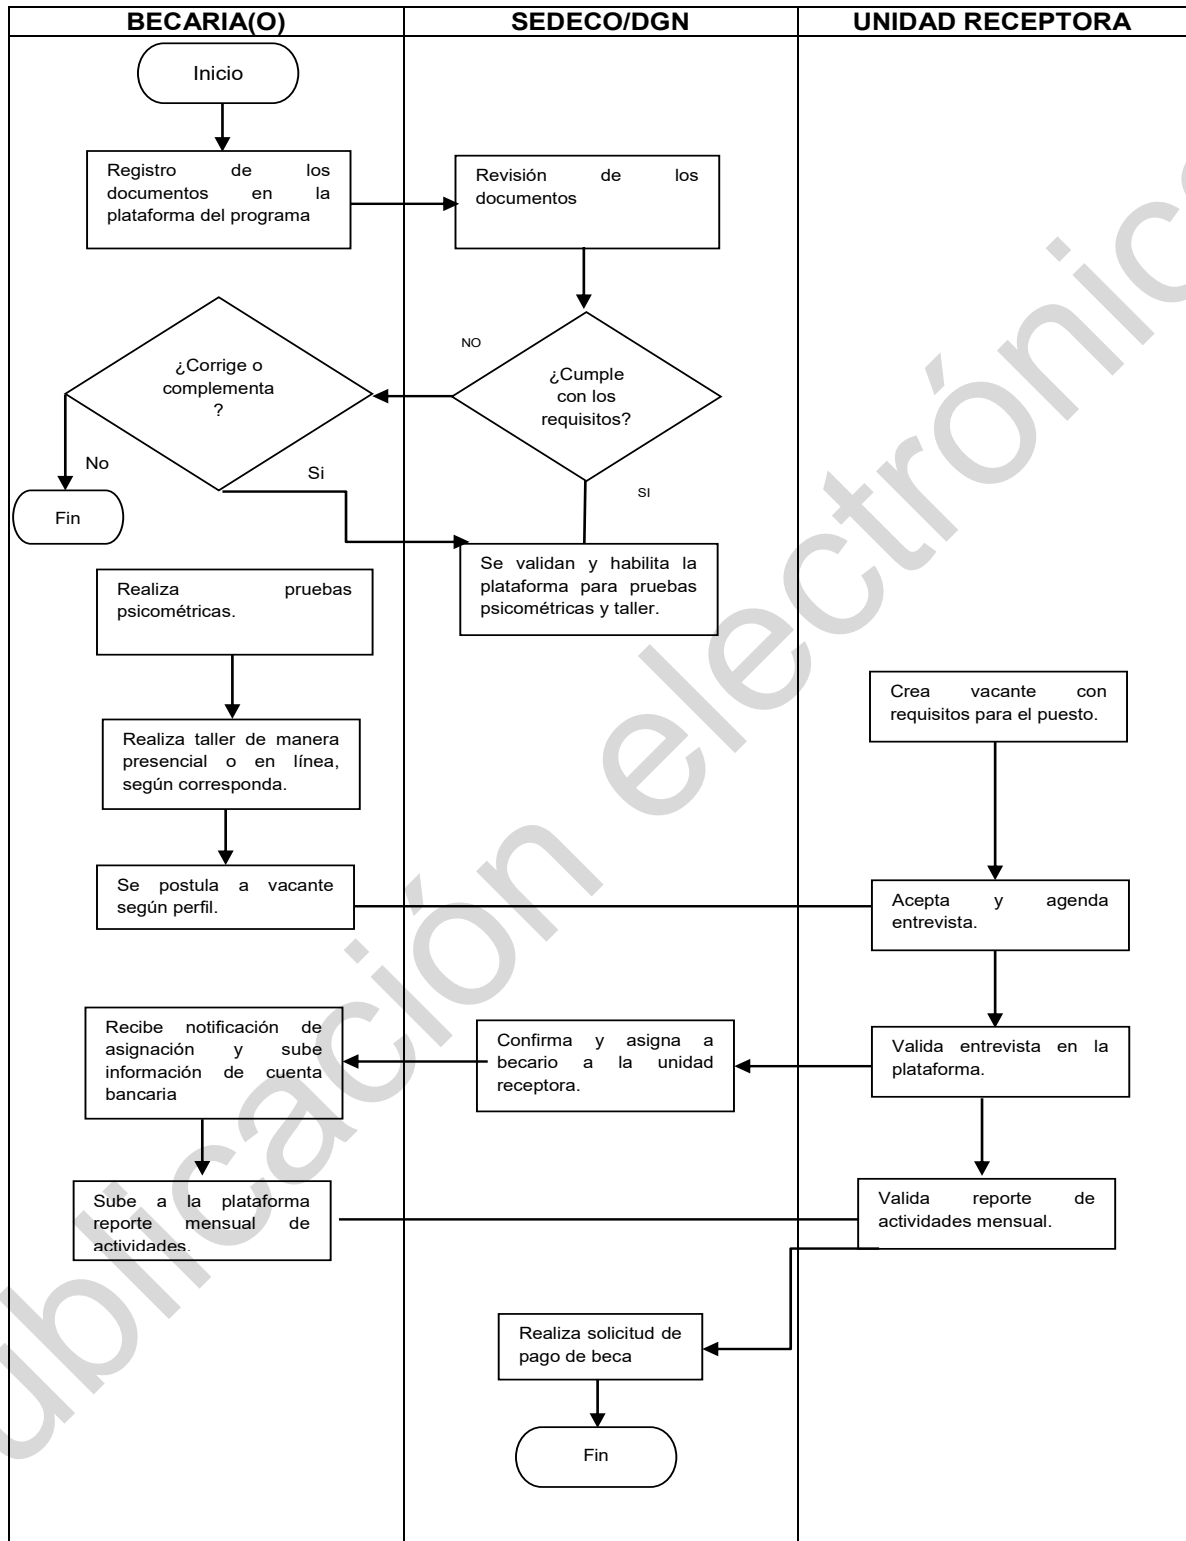 BECARIA(O)
SEDECO/DGN
UNIDAD RECEPTORA
Inicio
Registro de los
documentos en la
plataforma del programa
Revisión de los
documentos
¿Corrige o
complementa
?
NO
¿Cumple
con los
requisitos?
No
Si
SI
Fin
Se validan y habilita la
plataforma para pruebas
psicométricas y taller.
Realiza pruebas
psicométricas.
Crea vacante con
requisitos para el puesto.
Realiza taller de manera
presencial o en línea,
según corresponda.
Se postula a vacante
según perfil.
Acepta y agenda
entrevista.
Recibe notificación de
asignación y sube
información de cuenta
bancaria
Confirma y asigna a
becario a la unidad
receptora.
Valida entrevista en la
plataforma.
Sube a la plataforma
reporte mensual de
actividades.
Valida reporte de
actividades mensual.
Realiza solicitud de
pago de beca
Fin
ublicación electrónic